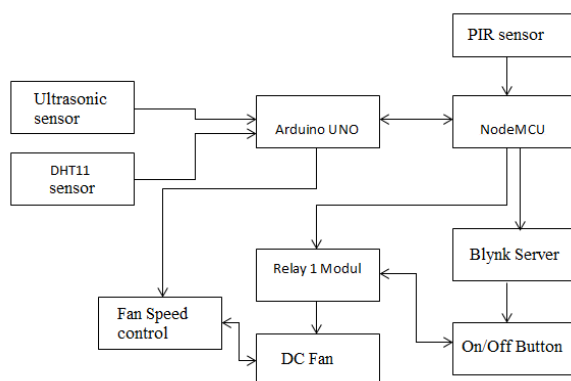 PIR sensor
Ultrasonic
sensor
Arduino UNO
NodeMCU
DHT11
sensor
Relay 1 Modul
Blynk Server
Fan Speed
control
DC Fan
On/Off Button